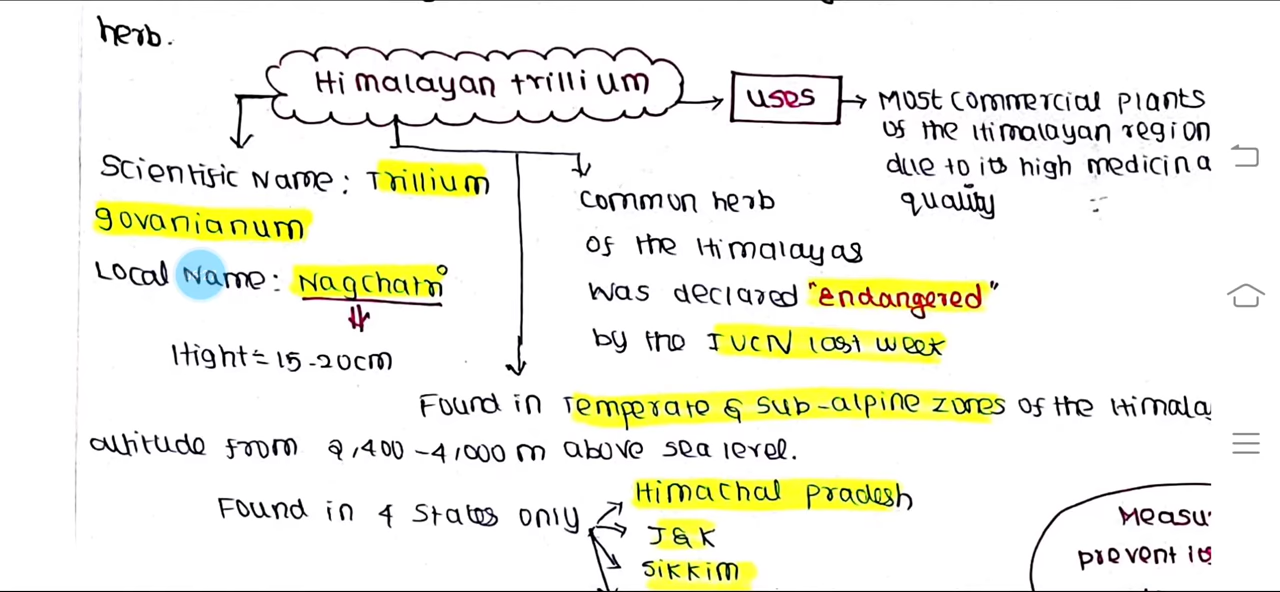 herb.
Himalayan trillium
uses
Most commercial plants
of the Himalayan region
due to its high medicina
quality
Scientific Name: Trillium
govanianum
Local Name: Nagchatri
Hight = 15-20cm
Common herb
of the Himalayas
was declared "endangered"
by the IUCN last week
Found in Temperate & sub-alpine zones of the Himala
altitude from 2,400-4,000 m above sea level.
Found in 4 States only
Himachal pradesh
J&K
Sikkim
Measu
prevent its